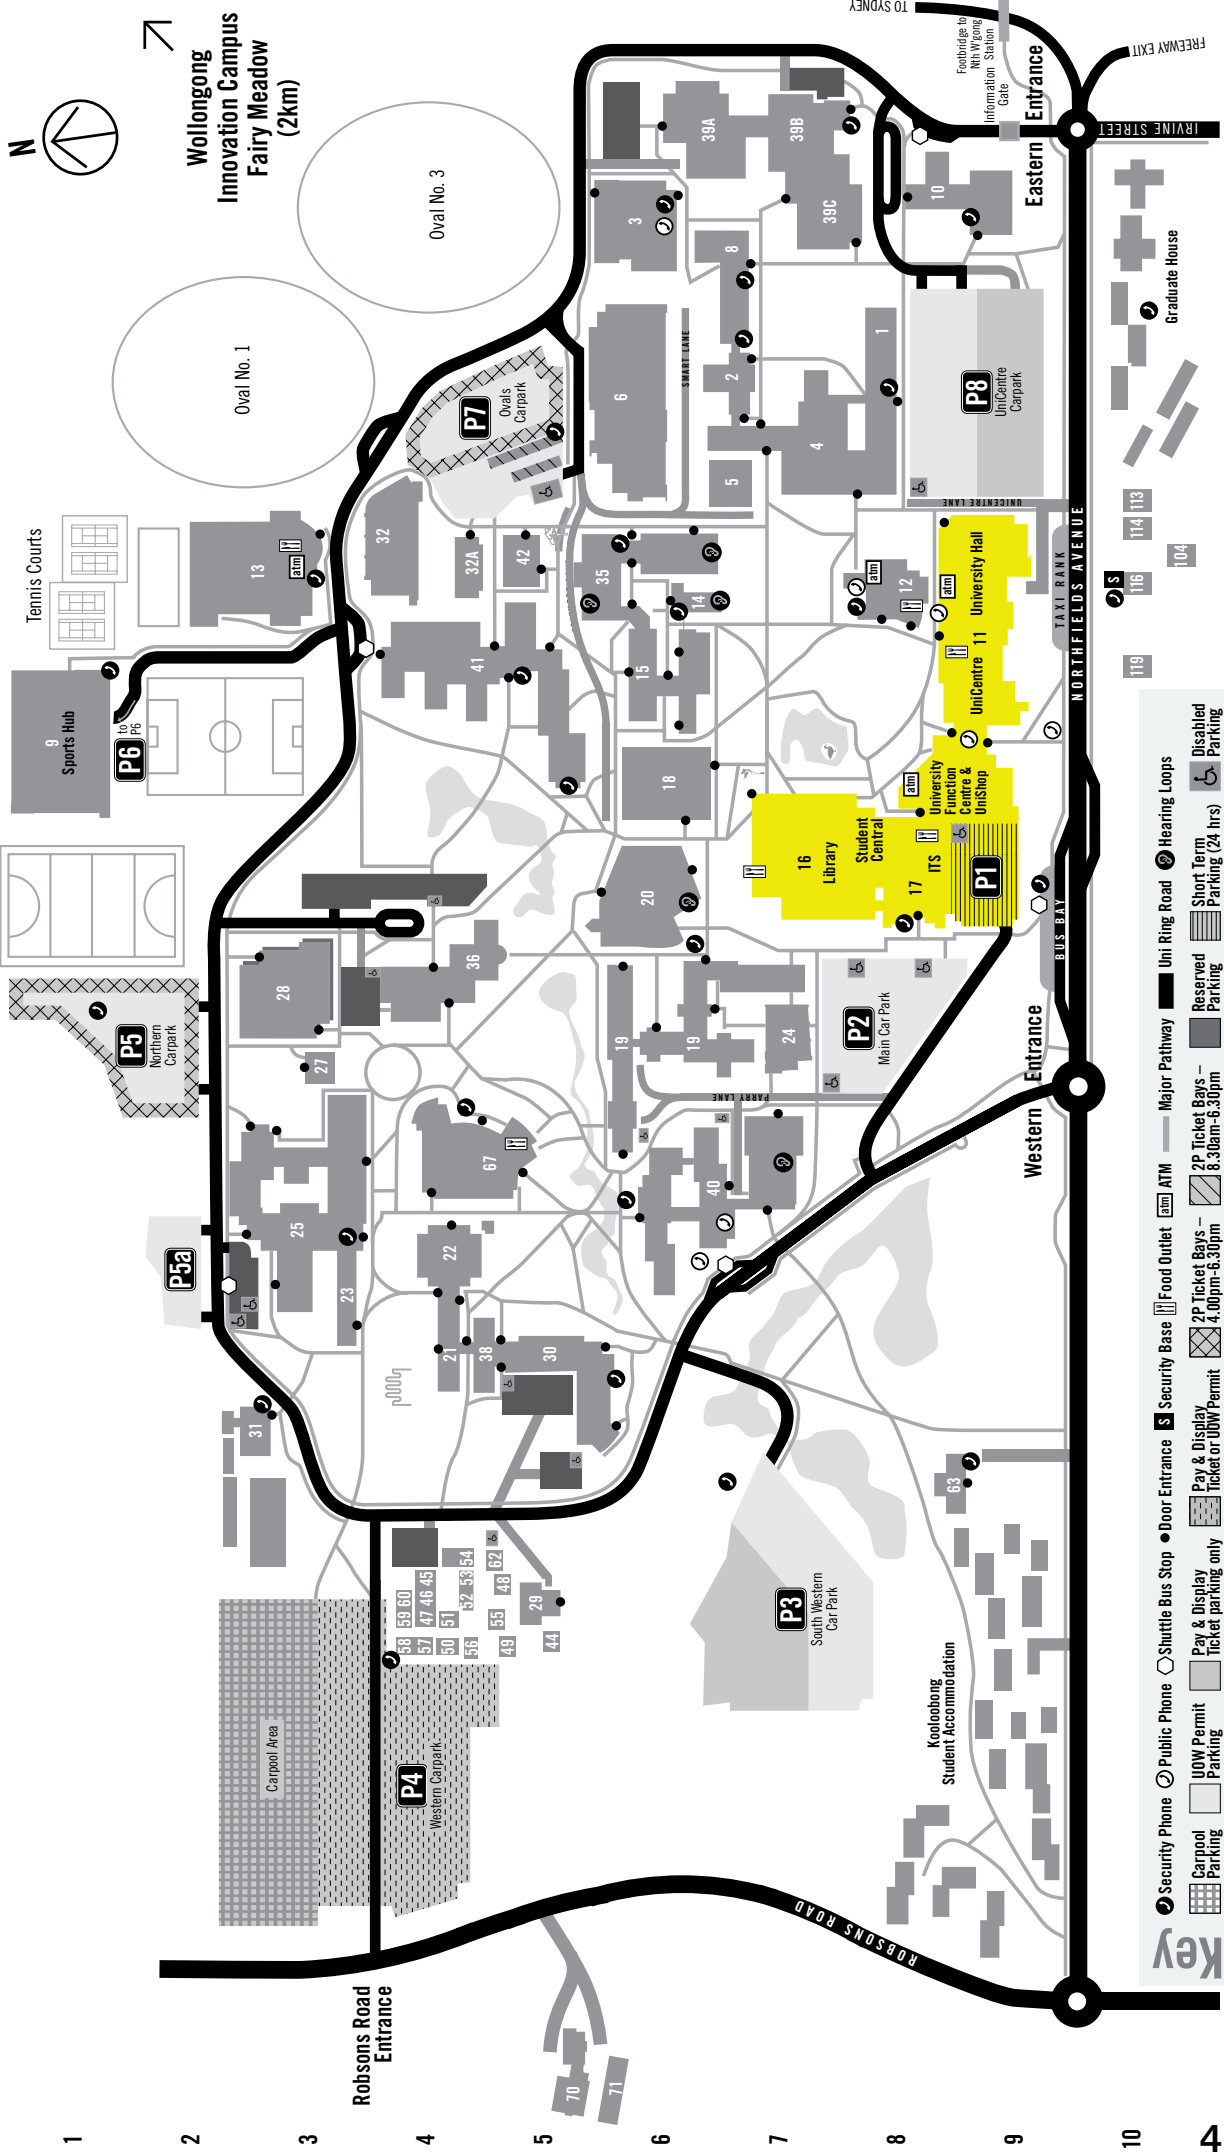 N
Wollongong
Innovation Campus
Fairy Meadow
(2km)
TO SYDNEY
Footbridge to
Nth W'gong
Station
Information
Gate
FREEWAY EXIT
Eastern Entrance
IRVINE STREET
Oval No. 3
Oval No. 1
Tennis Courts
39A
39B
39C
3
8
10
Graduate House
6
SMART LANE
2
1
4
5
P8
UniCentre
Carpark
UNICENTRE LANE
P7
Ovals
Carpark
13
atm
32
32A
42
35
14
15
41
12
atm
atm
University Hall
11
UniCentre
TAXI RANK
NORTHFIELDS AVENUE
113
114
104
S
116
119
9
Sports Hub
P6
to
P6
18
atm
University
Function
Centre &
UniShop
16
Library
Student
Central
17
ITS
P1
BUS BAY
20
36
28
27
P5
Northern
Carpark
19
19
24
P2
Main Car Park
PARRY LANE
Western Entrance
67
40
25
23
22
21
38
30
P5a
31
63
P3
South Western
Car Park
54
62
45
53
48
46
60
52
29
59
47
51
55
58
57
50
56
49
44
Carpool Area
P4
Western Carpark
Kooloobong
Student Accommodation
ROBSONS ROAD
Robsons Road
Entrance
70
71
Key
Security Phone
Public Phone
Shuttle Bus Stop
Door Entrance
S Security Base
Food Outlet
atm ATM
Major Pathway
Uni Ring Road
Hearing Loops
Carpool
Parking
UOW Permit
Parking
Pay & Display
Ticket parking only
Pay & Display
Ticket or UOW Permit
2P Ticket Bays –
4.00pm-6.30pm
2P Ticket Bays –
8.30am-6.30pm
Reserved
Parking
Short Term
Parking (24 hrs)
Disabled
Parking
1
2
3
4
5
6
7
8
9
10
4